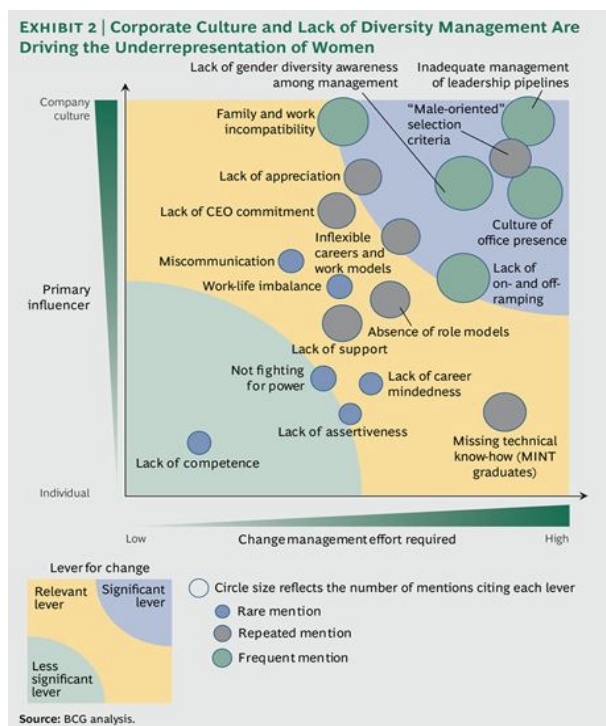 EXHIBIT 2 | Corporate Culture and Lack of Diversity Management Are
Driving the Underrepresentation of Women
Lack of gender diversity awareness
among management
Inadequate management
of leadership pipelines
Company
culture
Family and work
incompatibility
"Male-oriented"
selection
criteria
Lack of appreciation
Lack of CEO commitment
Culture of
office presence
Inflexible
careers and
work models
Miscommunication
Lack of
on- and off-
ramping
Primary
influencer
Work-life imbalance
Absence of role models
Lack of support
Not fighting
for power
Lack of career
mindedness
Lack of assertiveness
Missing technical
know-how (MINT
graduates)
Lack of competence
Individual
Low
Change management effort required
High
Lever for change
Relevant
lever
Significant
lever
Less
significant
lever
Circle size reflects the number of mentions citing each lever
Rare mention
Repeated mention
Frequent mention
Source: BCG analysis.